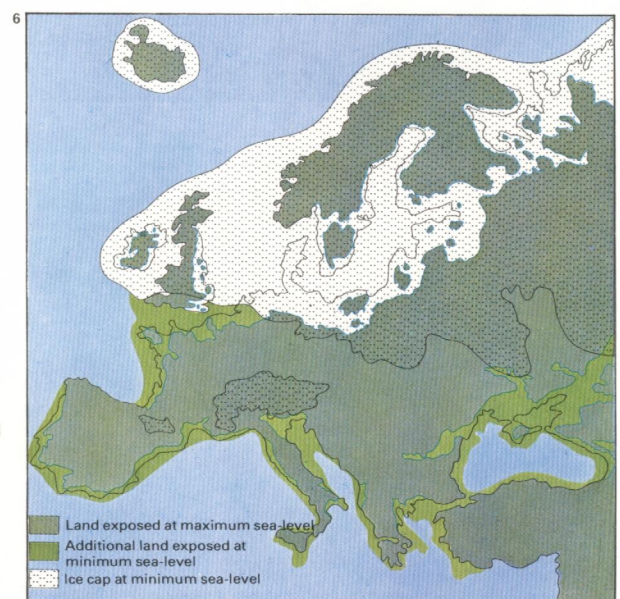 6
Land exposed at maximum sea-level
Additional land exposed at
minimum sea-level
Ice cap at minimum sea-level